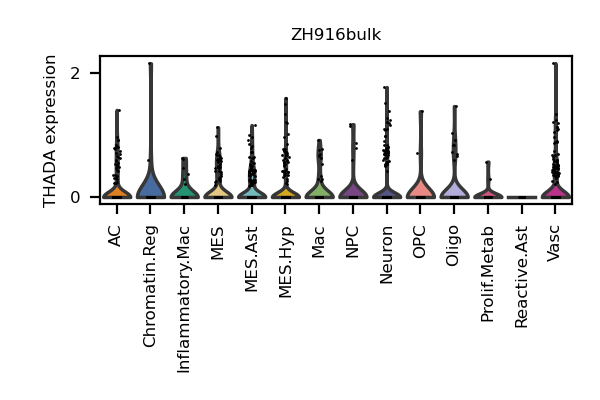 ZH916bulk
THADA expression
2
0
AC
Chromatin.Reg
Inflammatory.Mac
MES
MES.Ast
MES.Hyp
Mac
NPC
Neuron
OPC
Oligo
Prolif.Metab
Reactive.Ast
Vasc